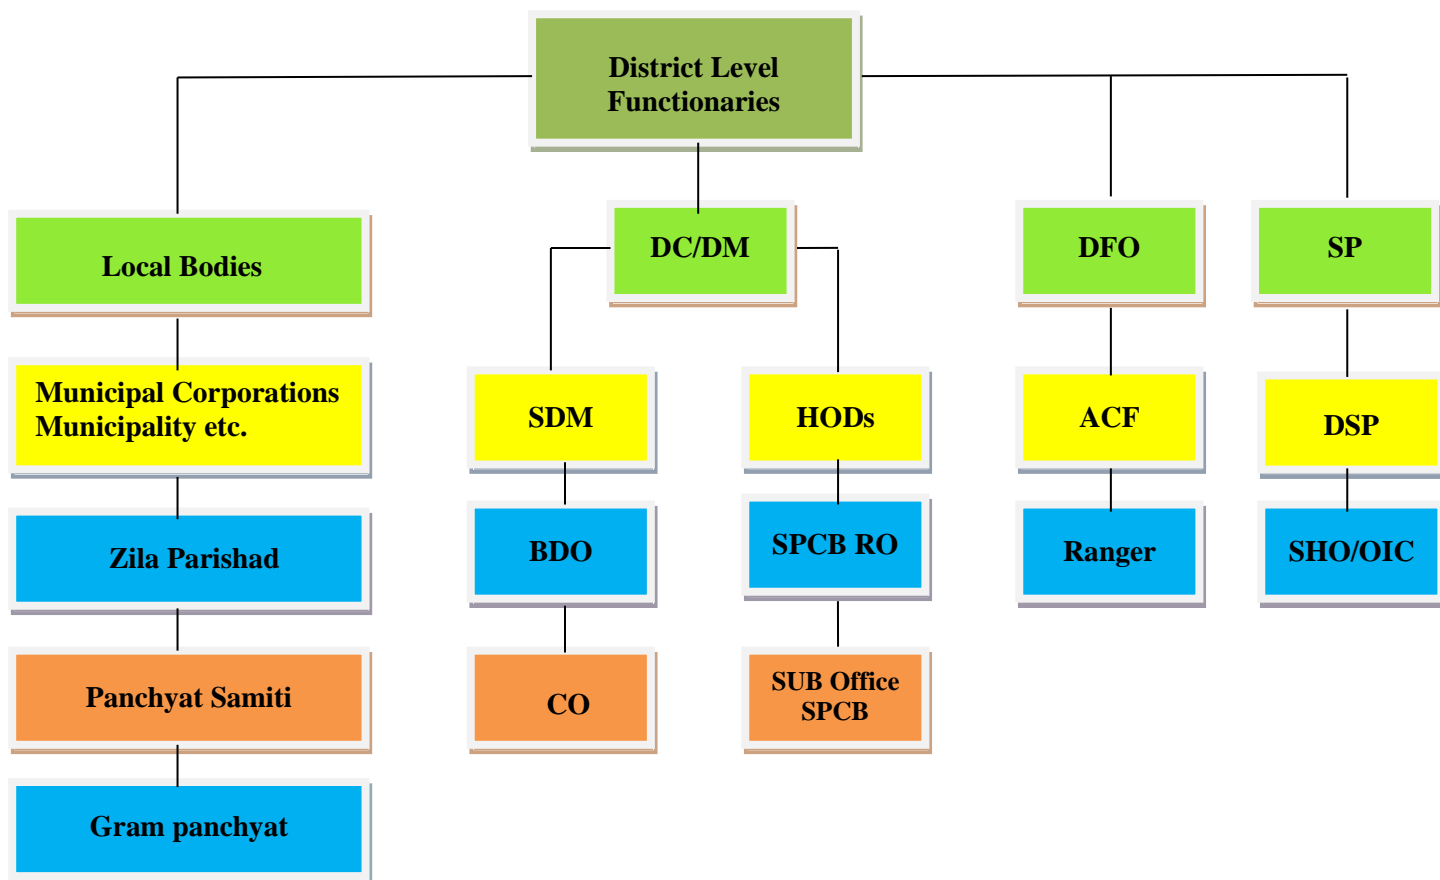 District Level
Functionaries
Local Bodies
DC/DM
DFO
SP
Municipal Corporations
Municipality etc.
SDM
HODs
ACF
DSP
Zila Parishad
BDO
SPCB RO
Ranger
SHO/OIC
Panchyat Samiti
CO
SUB Office
SPCB
Gram panchyat